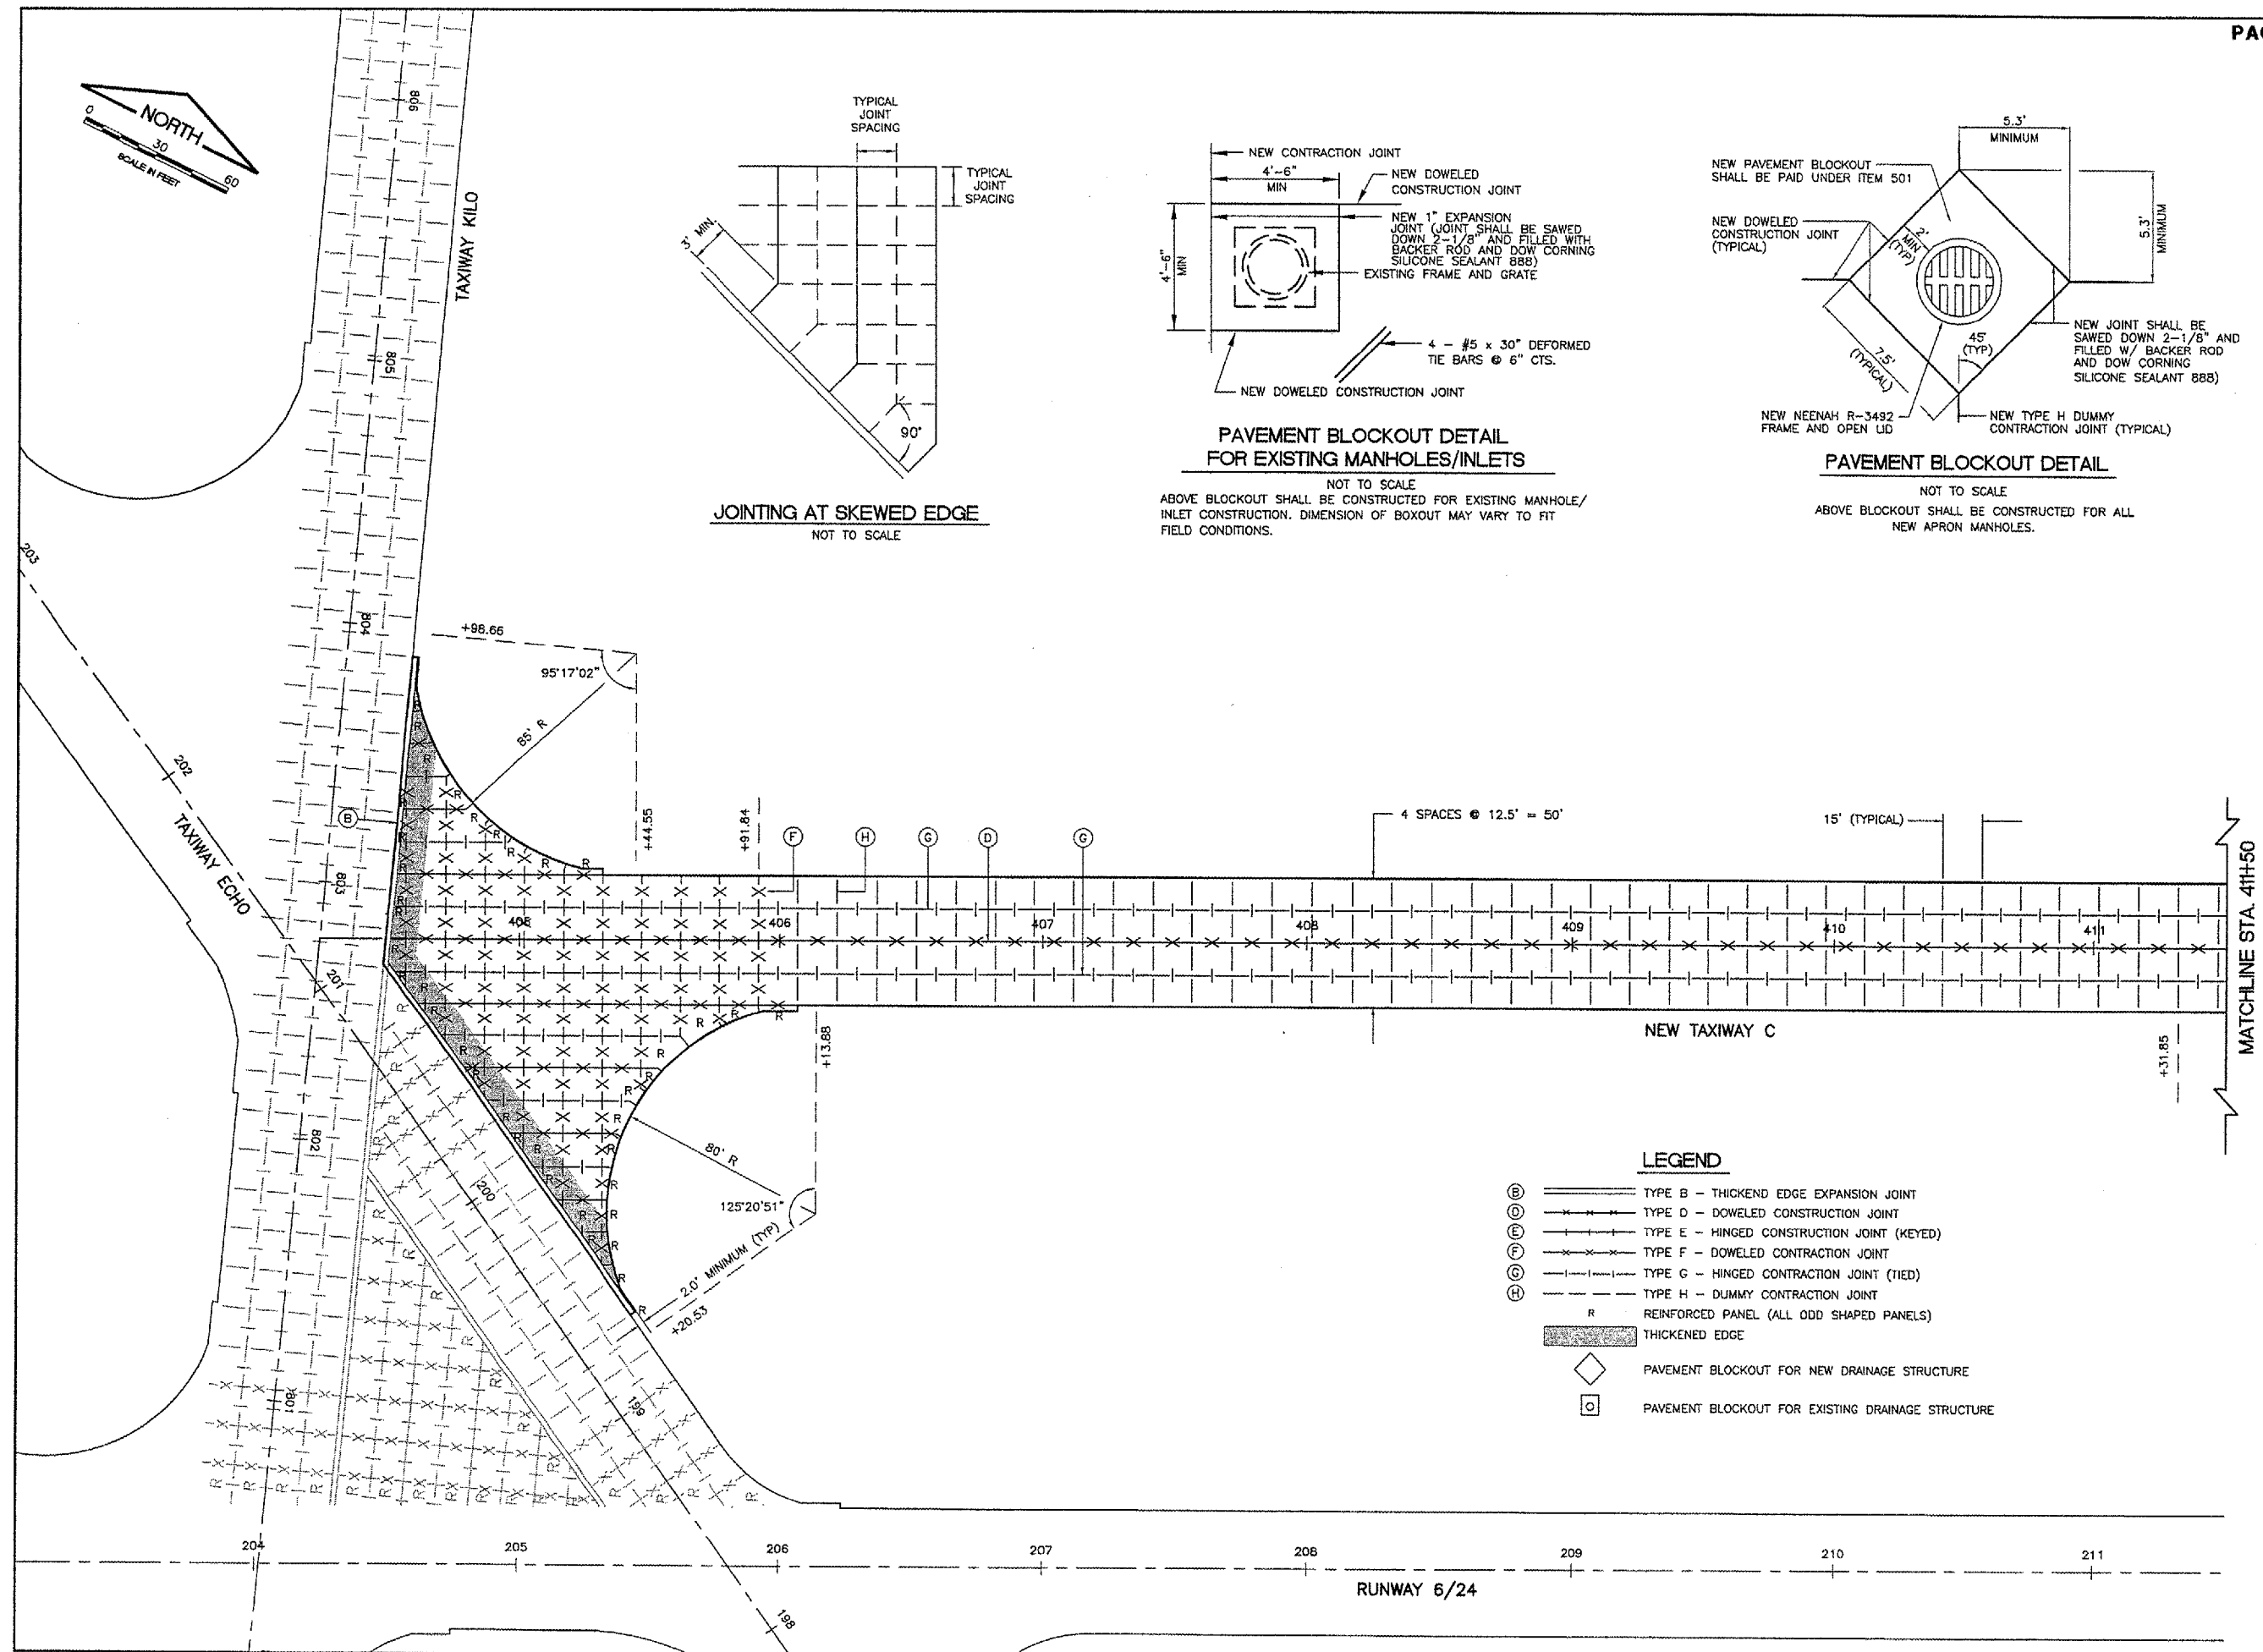 PAG
NORTH
0
30
60
SCALE IN FEET
806
TAXIWAY KILO
805
804
803
802
801
203
202
TAXIWAY ECHO
201
200
199
198
TYPICAL
JOINT
SPACING
TYPICAL
JOINT
SPACING
3' MIN.
90°
JOINTING AT SKEWED EDGE
NOT TO SCALE
NEW CONTRACTION JOINT
4'-6"
MIN
NEW DOWELED
CONSTRUCTION JOINT
4'-6"
MIN
NEW 1" EXPANSION
JOINT (JOINT SHALL BE SAWED
DOWN 2-1/8" AND FILLED WITH
BACKER ROD AND DOW CORNING
SILICONE SEALANT 888)
EXISTING FRAME AND GRATE
4 - #5 x 30" DEFORMED
TIE BARS @ 6" CTS.
NEW DOWELED CONSTRUCTION JOINT
PAVEMENT BLOCKOUT DETAIL
FOR EXISTING MANHOLES/INLETS
NOT TO SCALE
ABOVE BLOCKOUT SHALL BE CONSTRUCTED FOR EXISTING MANHOLE/
INLET CONSTRUCTION. DIMENSION OF BOXOUT MAY VARY TO FIT
FIELD CONDITIONS.
5.3'
MINIMUM
NEW PAVEMENT BLOCKOUT
SHALL BE PAID UNDER ITEM 501
5.3'
MINIMUM
NEW DOWELED
CONSTRUCTION JOINT
(TYPICAL)
2'
MIN
(TYP)
7.5'
(TYPICAL)
45°
(TYP)
NEW JOINT SHALL BE
SAWED DOWN 2-1/8" AND
FILLED W/ BACKER ROD
AND DOW CORNING
SILICONE SEALANT 888)
NEW NEENAH R-3492
FRAME AND OPEN LID
NEW TYPE H DUMMY
CONTRACTION JOINT (TYPICAL)
PAVEMENT BLOCKOUT DETAIL
NOT TO SCALE
ABOVE BLOCKOUT SHALL BE CONSTRUCTED FOR ALL
NEW APRON MANHOLES.
+98.66
95°17'02"
85' R
+44.55
+91.84
B
F
H
G
D
G
4 SPACES @ 12.5' = 50'
15' (TYPICAL)
405
406
407
408
409
410
411
MATCHLINE STA. 411+50
NEW TAXIWAY C
+13.88
+31.85
80' R
125°20'51"
2.0' MINIMUM (TYP)
+20.53
LEGEND
B TYPE B - THICKEND EDGE EXPANSION JOINT
D TYPE D - DOWELED CONSTRUCTION JOINT
E TYPE E - HINGED CONSTRUCTION JOINT (KEYED)
F TYPE F - DOWELED CONTRACTION JOINT
G TYPE G - HINGED CONTRACTION JOINT (TIED)
H TYPE H - DUMMY CONTRACTION JOINT
R REINFORCED PANEL (ALL ODD SHAPED PANELS)
THICKENED EDGE
PAVEMENT BLOCKOUT FOR NEW DRAINAGE STRUCTURE
PAVEMENT BLOCKOUT FOR EXISTING DRAINAGE STRUCTURE
204
205
206
207
208
209
210
211
RUNWAY 6/24